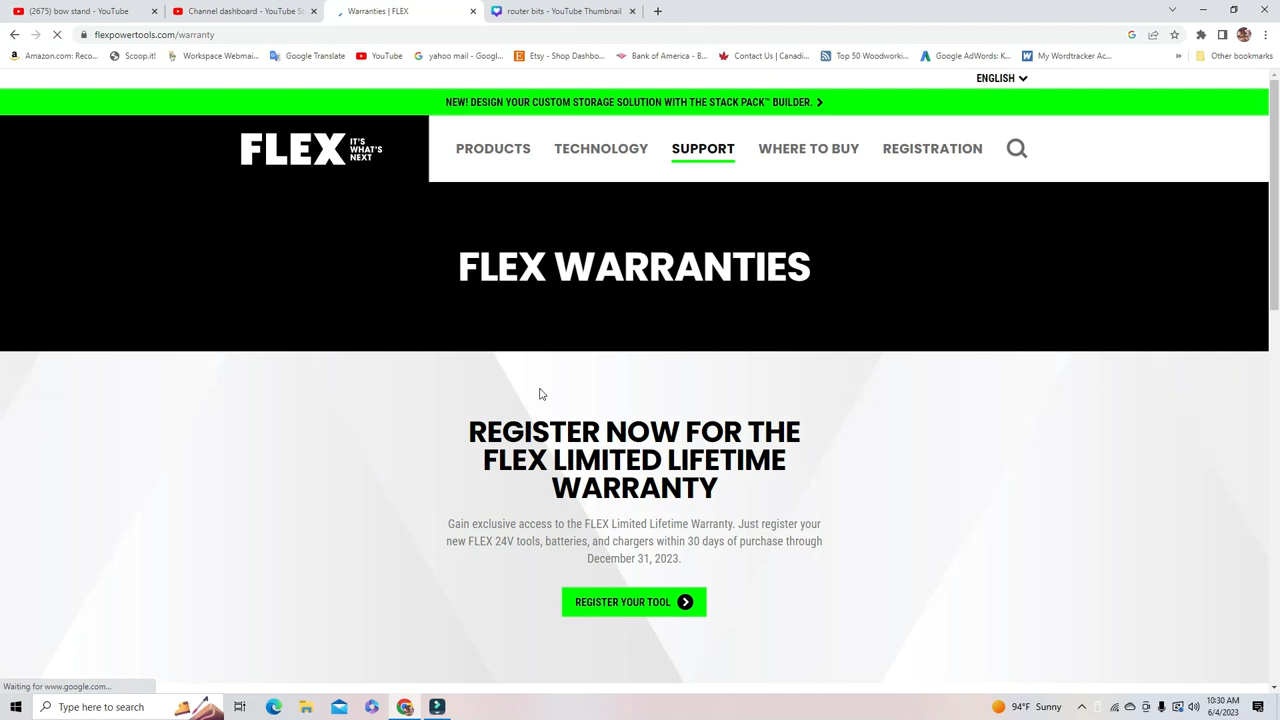 (2675) bow stand - YouTube
Channel dashboard - YouTube S
Warranties | FLEX
router bits - YouTube Thumbnail
flexpowertools.com/warranty
Amazon.com: Reco...
Scoop.it!
Workspace Webmai...
Google Translate
YouTube
yahoo mail - Googl...
Etsy - Shop Dashbo...
Bank of America - B...
Contact Us | Canadi...
Top 50 Woodworki...
Google AdWords: K...
My Wordtracker Ac...
»
Other bookmarks
ENGLISH
NEW! DESIGN YOUR CUSTOM STORAGE SOLUTION WITH THE STACK PACK™ BUILDER.
FLEX IT'S
WHAT'S
NEXT
PRODUCTS
TECHNOLOGY
SUPPORT
WHERE TO BUY
REGISTRATION
FLEX WARRANTIES
REGISTER NOW FOR THE
FLEX LIMITED LIFETIME
WARRANTY
Gain exclusive access to the FLEX Limited Lifetime Warranty. Just register your
new FLEX 24V tools, batteries, and chargers within 30 days of purchase through
December 31, 2023.
REGISTER YOUR TOOL
Waiting for www.google.com...
Type here to search
94°F Sunny
10:30 AM
6/4/2023